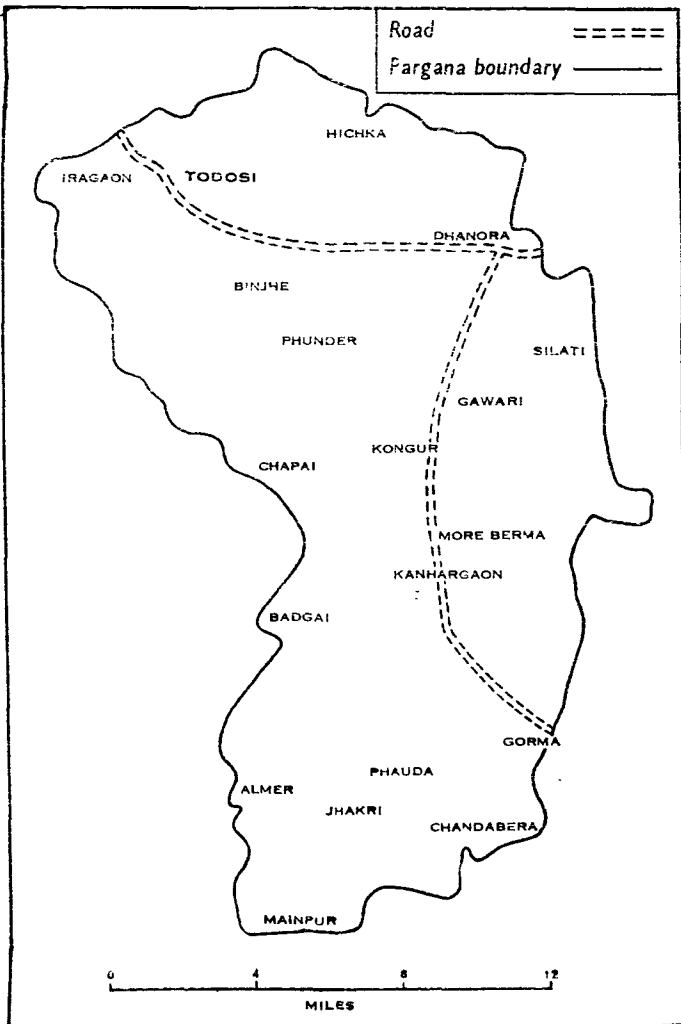 Road
Pargana boundary
HICHKA
IRAGAON
TODOSI
DHANORA
BINJHE
PHUNDER
SILATI
GAWARI
KONGUR
CHAPAI
MORE BERMA
KANHARGAON
BADGAI
GORMA
PHAUDA
ALMER
JHAKRI
CHANDABERA
MAINPUR
0 4 8 12
MILES